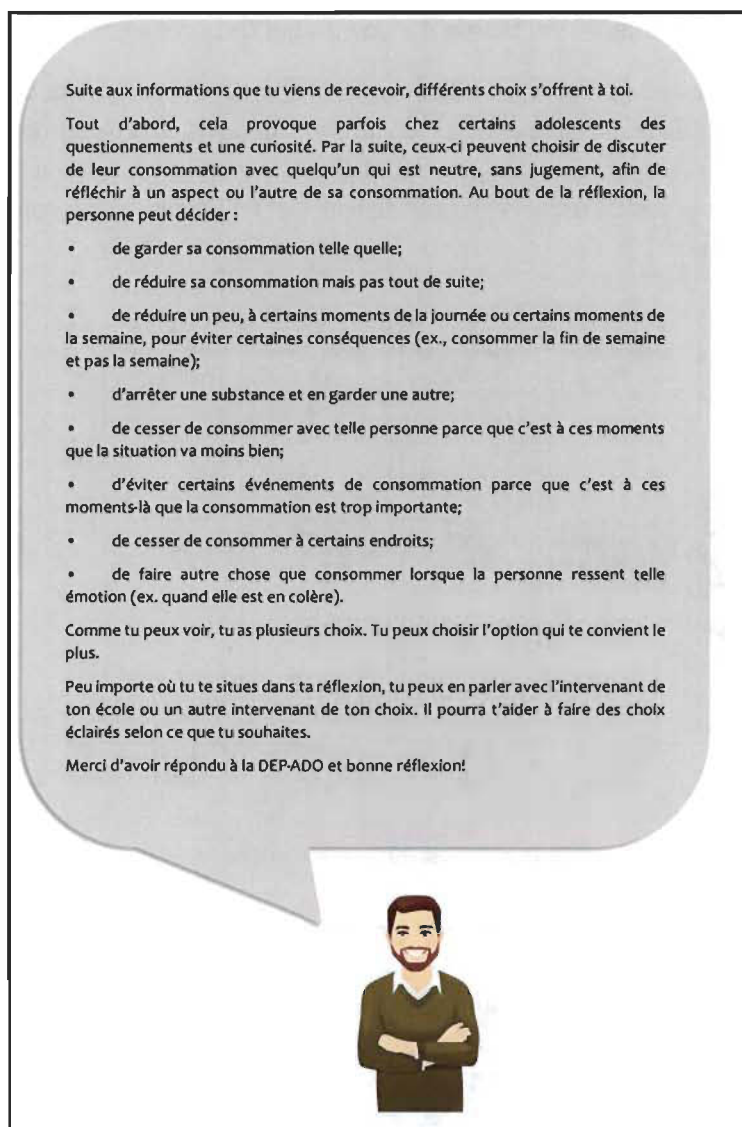 Suite aux informations que tu viens de recevoir, différents choix s'offrent à toi.
Tout d'abord, cela provoque parfois chez certains adolescents des
questionnements et une curiosité. Par la suite, ceux-ci peuvent choisir de discuter
de leur consommation avec quelqu'un qui est neutre, sans jugement, afin de
réfléchir à un aspect ou l'autre de sa consommation. Au bout de la réflexion, la
personne peut décider :
• de garder sa consommation telle quelle;
• de réduire sa consommation mais pas tout de suite;
• de réduire un peu, à certains moments de la journée ou certains moments de
la semaine, pour éviter certaines conséquences (ex., consommer la fin de semaine
et pas la semaine);
• d'arrêter une substance et en garder une autre;
• de cesser de consommer avec telle personne parce que c'est à ces moments
que la situation va moins bien;
• d'éviter certains événements de consommation parce que c'est à ces
moments-là que la consommation est trop importante;
• de cesser de consommer à certains endroits;
• de faire autre chose que consommer lorsque la personne ressent telle
émotion (ex. quand elle est en colère).
Comme tu peux voir, tu as plusieurs choix. Tu peux choisir l'option qui te convient le
plus.
Peu importe où tu te situes dans ta réflexion, tu peux en parler avec l'intervenant de
ton école ou un autre intervenant de ton choix. Il pourra t'aider à faire des choix
éclairés selon ce que tu souhaites.
Merci d'avoir répondu à la DEP-ADO et bonne réflexion!